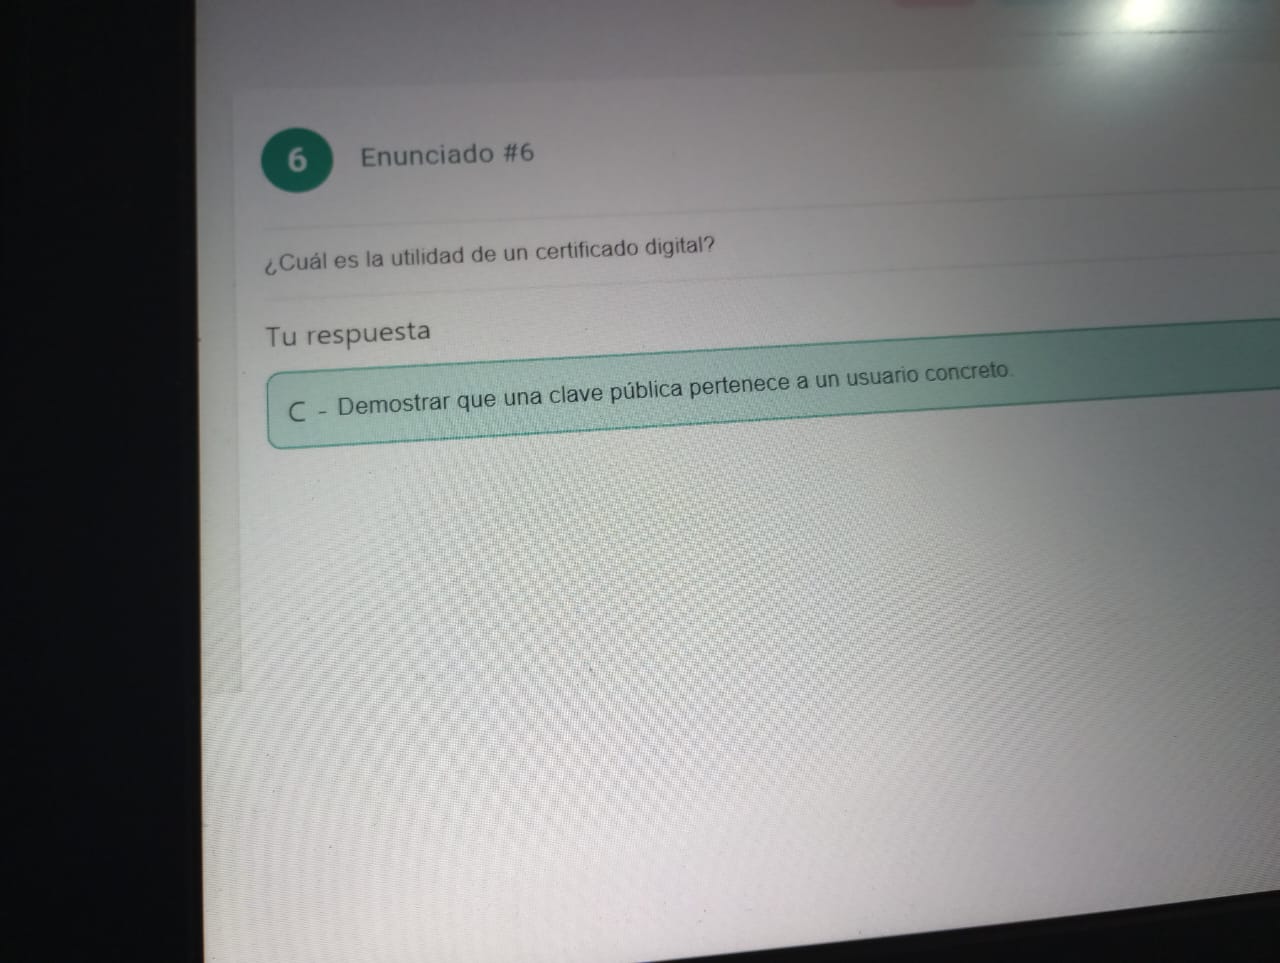 6
Enunciado #6
¿Cuál es la utilidad de un certificado digital?
Tu respuesta
C - Demostrar que una clave pública pertenece a un usuario concreto.